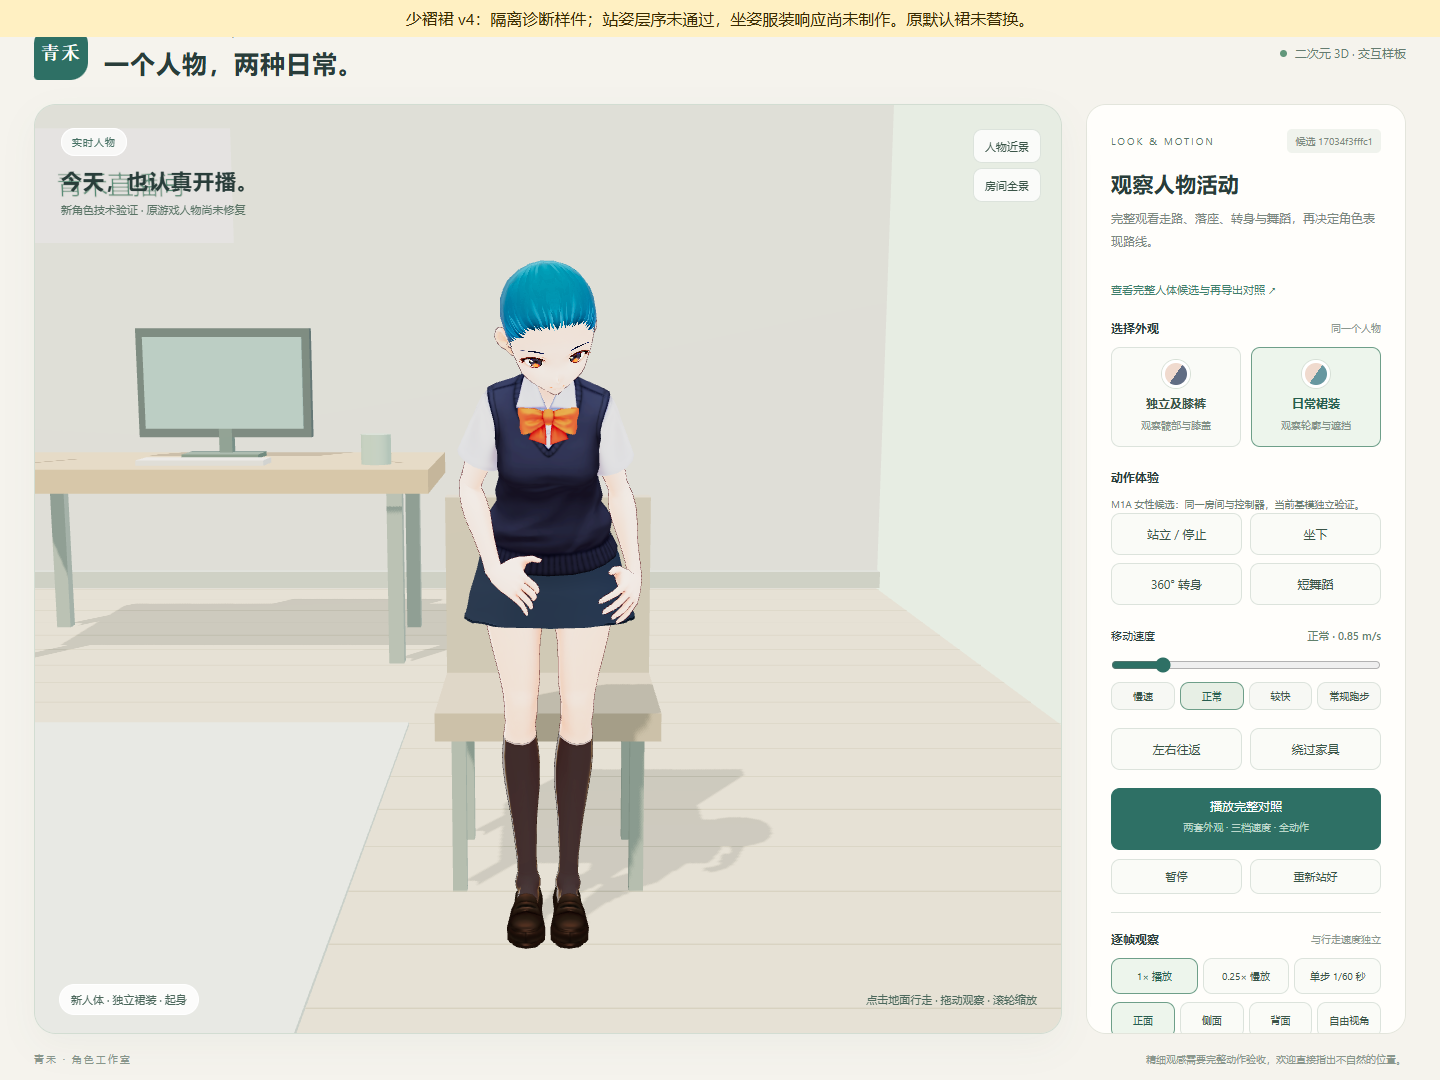 少褶裙 v4：隔离诊断样件；站姿层序未通过，坐姿服装响应尚未制作。原默认裙未替换。
青禾
一个人物，两种日常。
二次元 3D · 交互样板
实时人物
今天，也认真开播。
青禾直播间
新角色技术验证 · 原游戏人物尚未修复
人物近景
房间全景
新人体 · 独立裙装 · 起身
点击地面行走 · 拖动观察 · 滚轮缩放
LOOK & MOTION
候选 17034f3fffc1
观察人物活动
完整观看走路、落座、转身与舞蹈，再决定角色表
现路线。
查看完整人体候选与再导出对照 ↗
选择外观
同一个人物
独立及膝裤
观察髋部与膝盖
日常裙装
观察轮廓与遮挡
动作体验
M1A 女性候选：同一房间与控制器，当前基模独立验证。
站立 / 停止
坐下
360° 转身
短舞蹈
移动速度
正常 · 0.85 m/s
慢速
正常
较快
常规跑步
左右往返
绕过家具
播放完整对照
两套外观 · 三档速度 · 全动作
暂停
重新站好
逐帧观察
与行走速度独立
1× 播放
0.25× 慢放
单步 1/60 秒
正面
侧面
背面
自由视角
青禾 · 角色工作室
精细观感需要完整动作验收，欢迎直接指出不自然的位置。